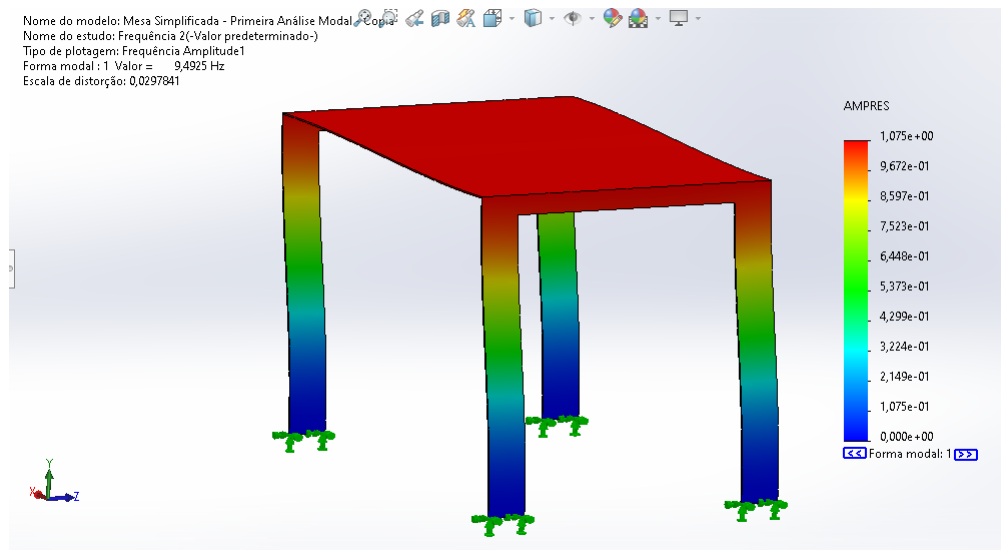 Nome do modelo: Mesa Simplificada - Primeira Análise Modal - Copia
Nome do estudo: Frequência 2(-Valor predeterminado-)
Tipo de plotagem: Frequência Amplitude1
Forma modal : 1 Valor = 9,4925 Hz
Escala de distorção: 0,0297841
AMPRES
1,075e+00
9,672e-01
8,597e-01
7,523e-01
6,448e-01
5,373e-01
4,299e-01
3,224e-01
2,149e-01
1,075e-01
0,000e+00
<< Forma modal: 1 >>
Y
X
Z